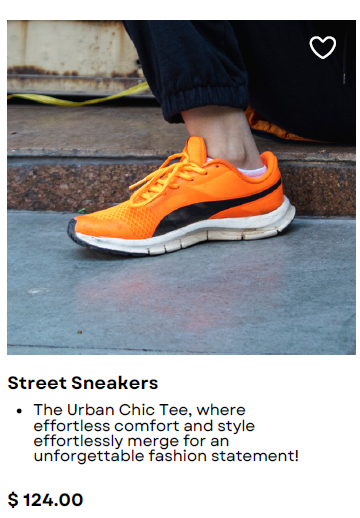 Street Sneakers
• The Urban Chic Tee, where
effortless comfort and style
effortlessly merge for an
unforgettable fashion statement!
$ 124.00